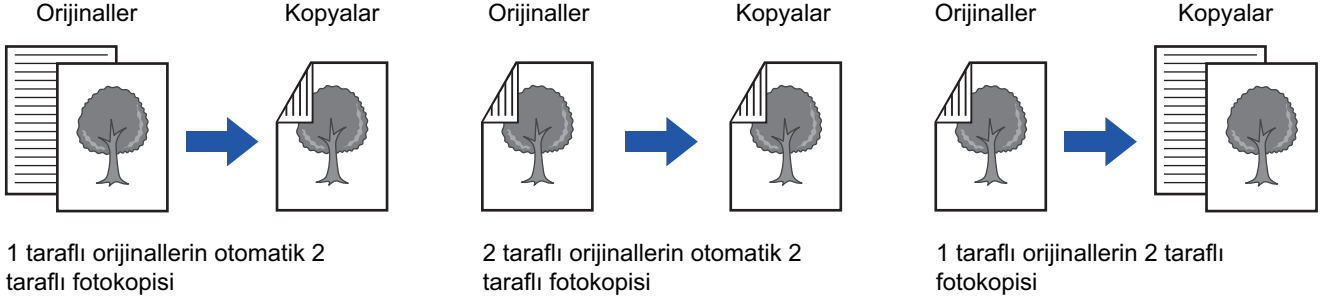 Orijinaller Kopyalar Orijinaller Kopyalar Orijinaller Kopyalar
1 taraflı orijinallerin otomatik 2
taraflı fotokopisi
2 taraflı orijinallerin otomatik 2
taraflı fotokopisi
1 taraflı orijinallerin 2 taraflı
fotokopisi